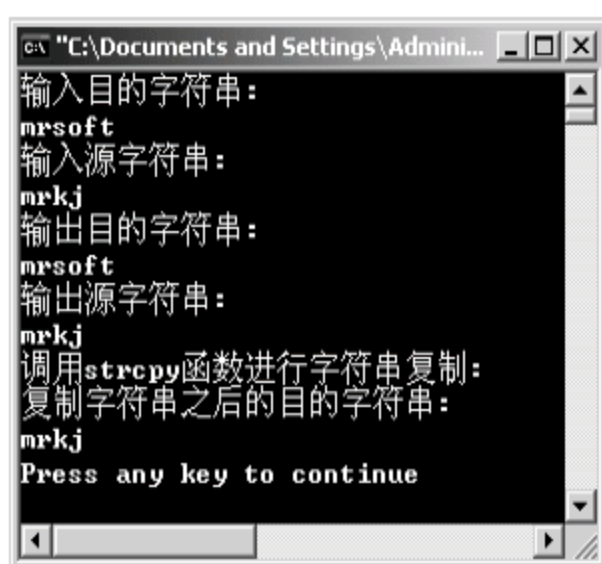 "C:\Documents and Settings\Admini...
输入目的字符串:
mrsoft
输入源字符串:
mrkj
输出目的字符串:
mrsoft
输出源字符串:
mrkj
调用strcpy函数进行字符串复制:
复制字符串之后的目的字符串:
mrkj
Press any key to continue